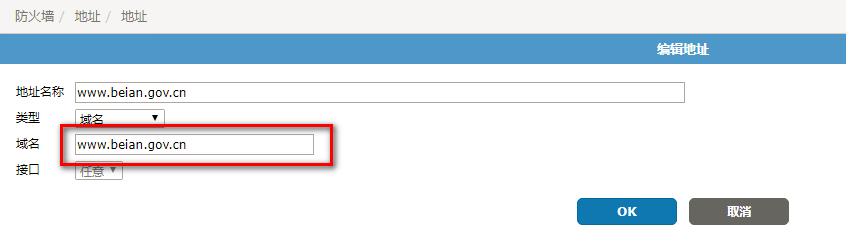 防火墙 / 地址 / 地址
编辑地址
地址名称 www.beian.gov.cn
类型 域名
域名 www.beian.gov.cn
接口 任意
OK 取消